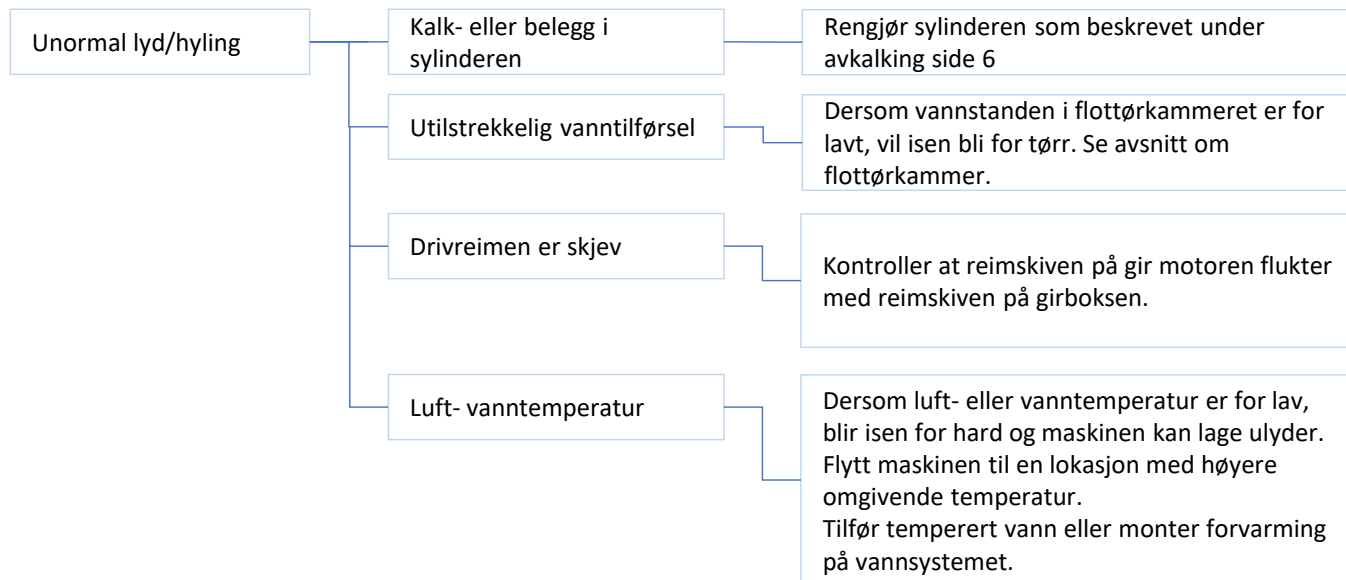 Unormal lyd/hyling
Kalk- eller belegg i
sylinderen
Rengjør sylinderen som beskrevet under
avkalking side 6
Utilstrekkelig vanntilførsel
Dersom vannstanden i flottørkammeret er for
lavt, vil isen bli for tørr. Se avsnitt om
flottørkammer.
Drivreimen er skjev
Kontroller at reimskiven på gir motoren flukter
med reimskiven på girboksen.
Luft- vanntemperatur
Dersom luft- eller vanntemperatur er for lav,
blir isen for hard og maskinen kan lage ulyder.
Flytt maskinen til en lokasjon med høyere
omgivende temperatur.
Tilfør temperert vann eller monter forvarming
på vannsystemet.